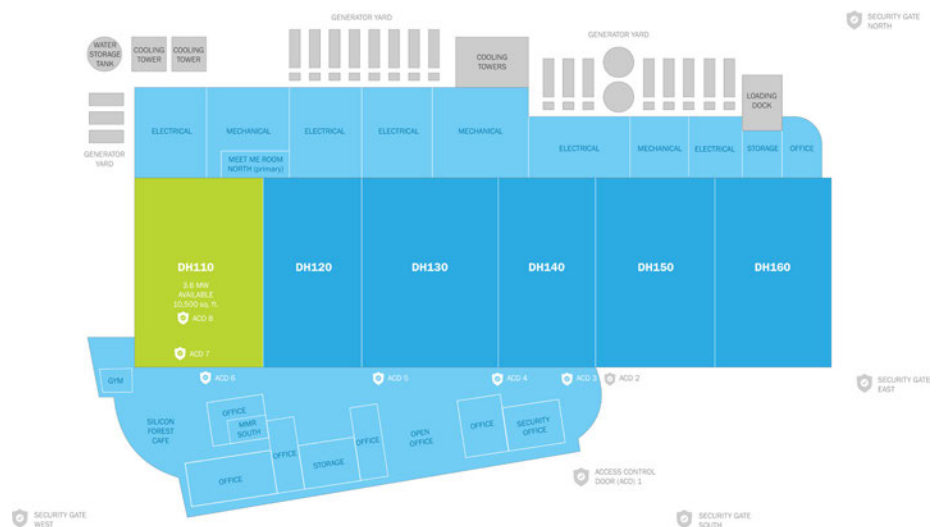 GENERATOR YARD
SECURITY GATE
NORTH
WATER
STORAGE
TANK
COOLING
TOWER
COOLING
TOWER
COOLING
TOWERS
GENERATOR YARD
LOADING
DOCK
GENERATOR
YARD
ELECTRICAL
MECHANICAL
ELECTRICAL
ELECTRICAL
MECHANICAL
ELECTRICAL
MECHANICAL
ELECTRICAL
STORAGE
OFFICE
MEET ME ROOM
NORTH (primary)
DH110
DH120
DH130
DH140
DH150
DH160
3.6 MW
AVAILABLE
10,500 sq. ft.
ACD 8
ACD 7
ACD 6
ACD 5
ACD 4
ACD 3
ACD 2
GYM
SECURITY GATE
EAST
SILICON
FOREST
CAFE
OFFICE
MMR
SOUTH
OFFICE
OFFICE
STORAGE
OFFICE
OPEN
OFFICE
OFFICE
SECURITY
OFFICE
ACCESS CONTROL
DOOR (ACD) 1
SECURITY GATE
WEST
SECURITY GATE
SOUTH